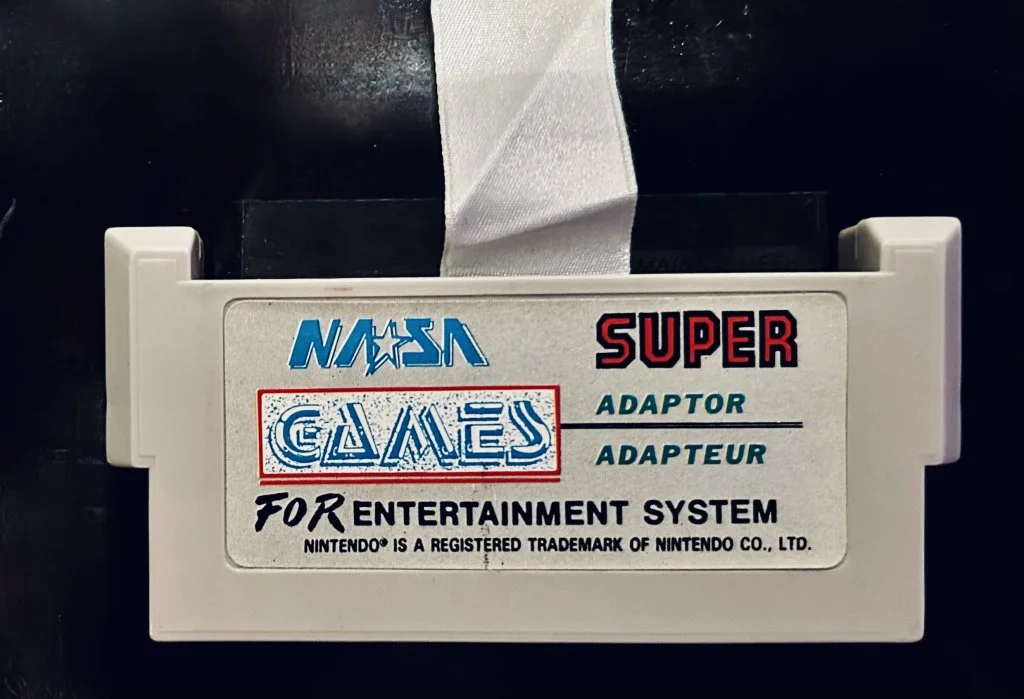 NASA SUPER
GAMES ADAPTOR
ADAPTEUR
FOR ENTERTAINMENT SYSTEM
NINTENDO® IS A REGISTERED TRADEMARK OF NINTENDO CO., LTD.